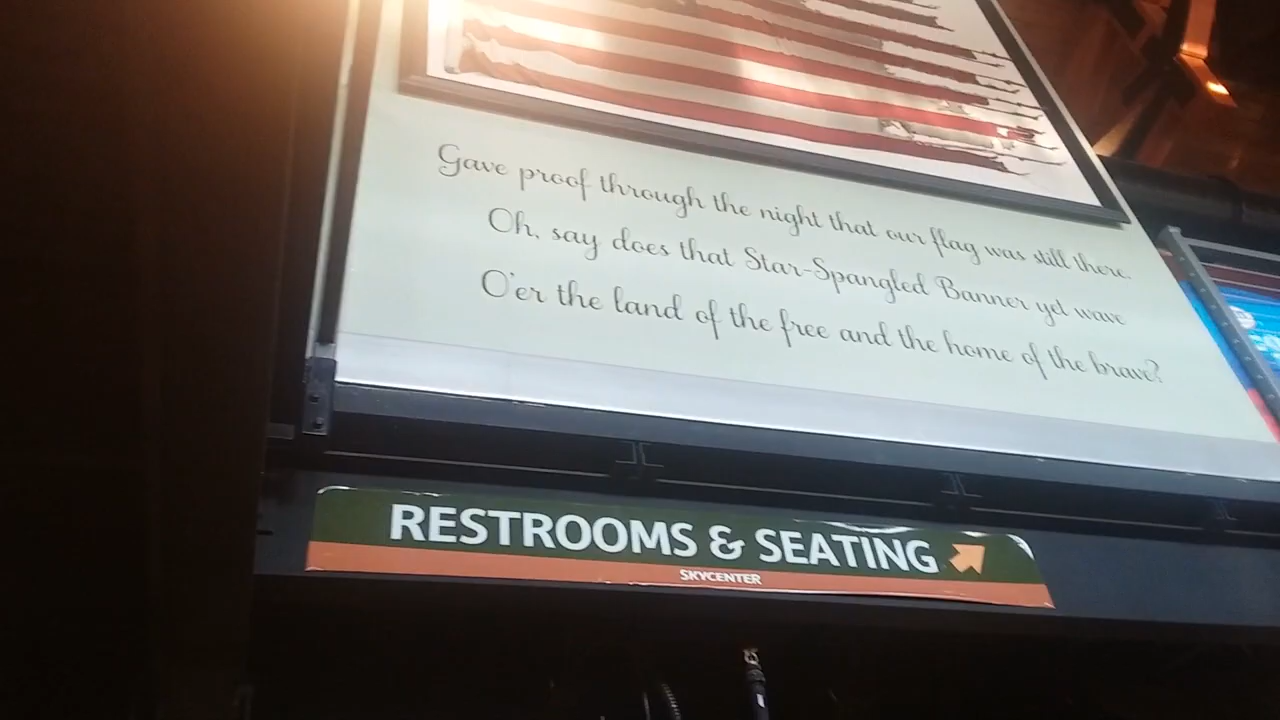 Gave proof through the night that our flag was still there.
Oh, say does that Star-Spangled Banner yet wave
O'er the land of the free and the home of the brave?
RESTROOMS & SEATING
SKYCENTER